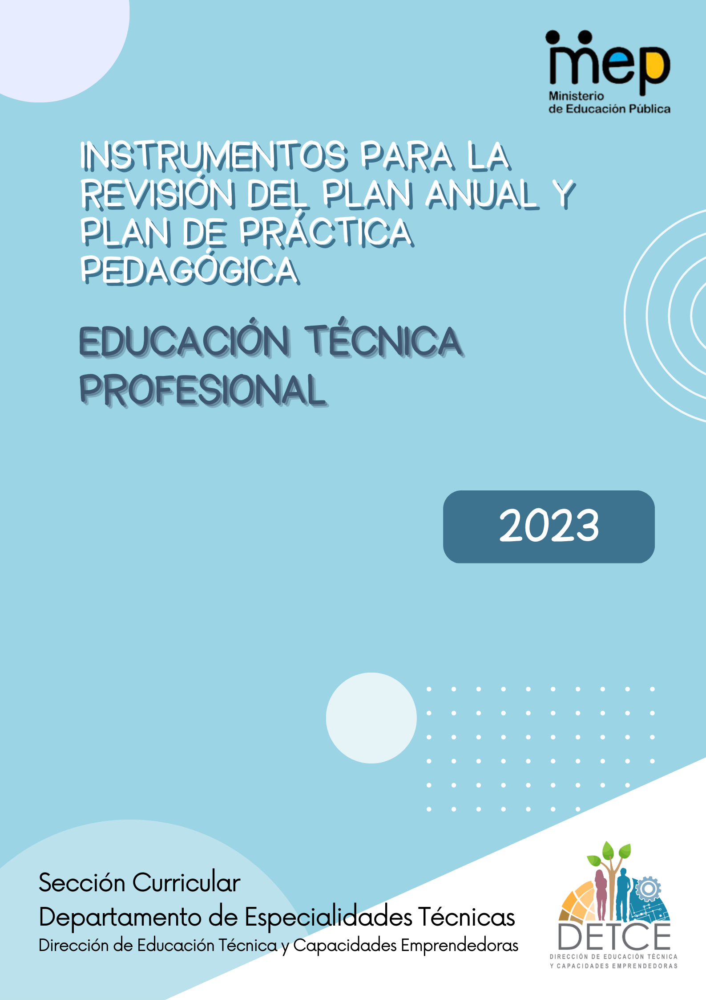 mep
Ministerio
de Educación Pública
INSTRUMENTOS PARA LA
REVISIÓN DEL PLAN ANUAL Y
PLAN DE PRÁCTICA
PEDAGÓGICA
EDUCACIÓN TÉCNICA
PROFESIONAL
2023
Sección Curricular
Departamento de Especialidades Técnicas
Dirección de Educación Técnica y Capacidades Emprendedoras
DETCE
DIRECCIÓN DE EDUCACIÓN TÉCNICA
Y CAPACIDADES EMPRENDEDORAS